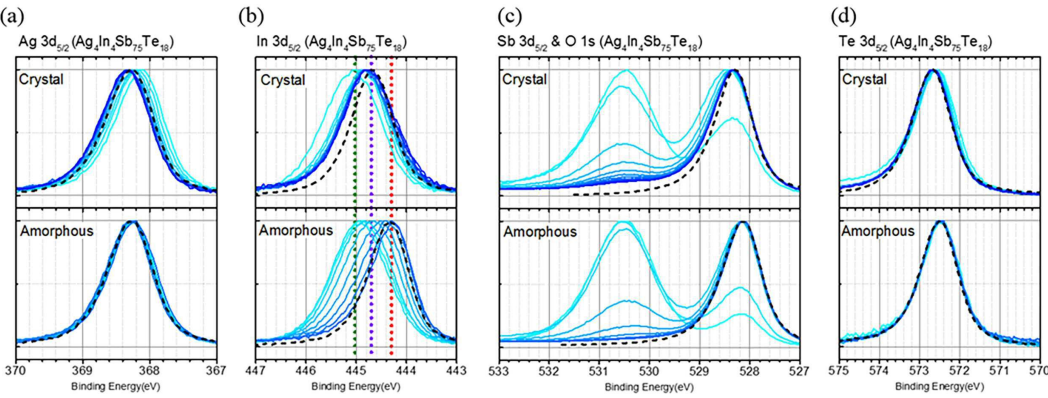 (a)
Ag 3d5/2 (Ag4In4Sb75Te18)
Crystal
Amorphous
370 369 368 367
Binding Energy(eV)
(b)
In 3d5/2 (Ag4In4Sb75Te18)
Crystal
Amorphous
447 446 445 444 443
Binding Energy(eV)
(c)
Sb 3d5/2 & O 1s (Ag4In4Sb75Te18)
Crystal
Amorphous
533 532 531 530 529 528 527
Binding Energy(eV)
(d)
Te 3d5/2 (Ag4In4Sb75Te18)
Crystal
Amorphous
575 574 573 572 571 570
Binding Energy(eV)